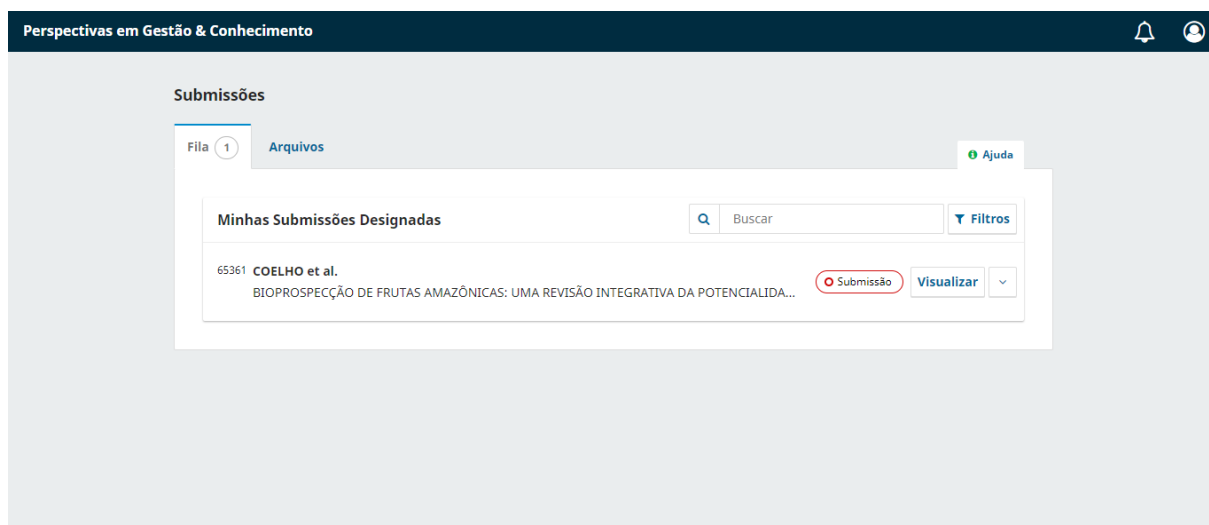 Perspectivas em Gestão & Conhecimento
Submissões
Fila 1 Arquivos
Ajuda
Minhas Submissões Designadas
Buscar
Filtros
65361 COELHO et al.
BIOPROSPECÇÃO DE FRUTAS AMAZÔNICAS: UMA REVISÃO INTEGRATIVA DA POTENCIALIDA...
Submissão
Visualizar